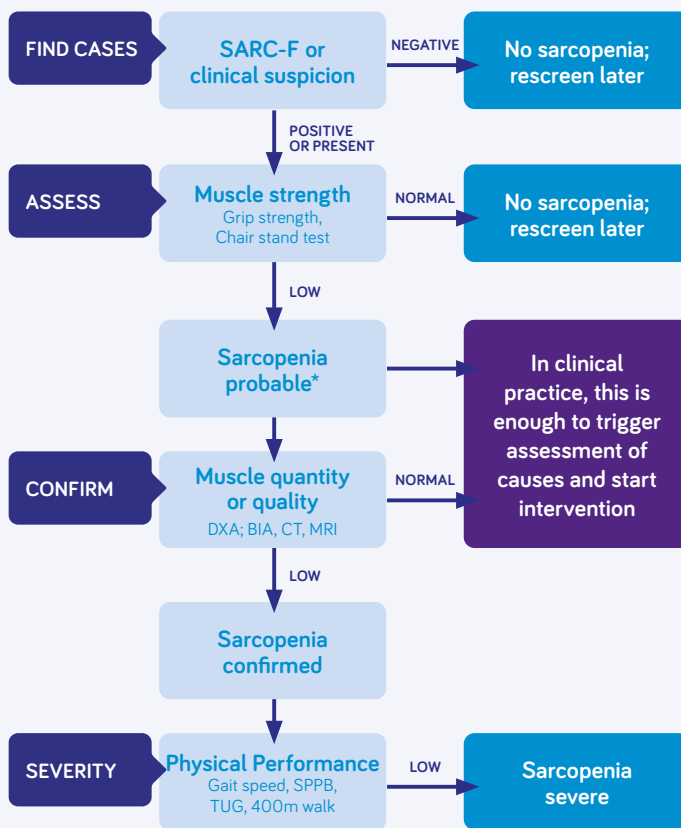 FIND CASES
SARC-F or
clinical suspicion
NEGATIVE
No sarcopenia;
rescreen later
POSITIVE
OR PRESENT
ASSESS
Muscle strength
Grip strength,
Chair stand test
NORMAL
No sarcopenia;
rescreen later
LOW
Sarcopenia
probable*
In clinical
practice, this is
enough to trigger
assessment of
causes and start
intervention
CONFIRM
Muscle quantity
or quality
DXA; BIA, CT, MRI
NORMAL
LOW
Sarcopenia
confirmed
SEVERITY
Physical Performance
Gait speed, SPPB,
TUG, 400m walk
LOW
Sarcopenia
severe